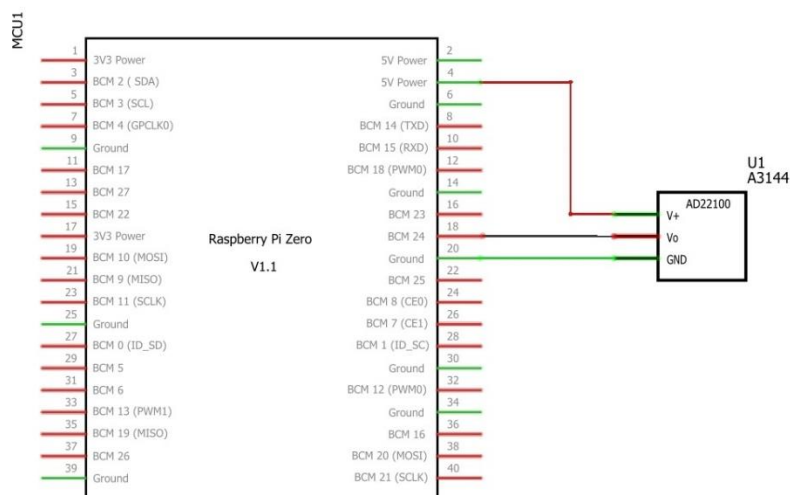 MCU1
1
3V3 Power
3
BCM 2 ( SDA)
5
BCM 3 (SCL)
7
BCM 4 (GPCLK0)
9
Ground
11
BCM 17
13
BCM 27
15
BCM 22
17
3V3 Power
19
BCM 10 (MOSI)
21
BCM 9 (MISO)
23
BCM 11 (SCLK)
25
Ground
27
BCM 0 (ID_SD)
29
BCM 5
31
BCM 6
33
BCM 13 (PWM1)
35
BCM 19 (MISO)
37
BCM 26
39
Ground
Raspberry Pi Zero
V1.1
2
5V Power
4
5V Power
6
Ground
8
BCM 14 (TXD)
10
BCM 15 (RXD)
12
BCM 18 (PWM0)
14
Ground
16
BCM 23
18
BCM 24
20
Ground
22
BCM 25
24
BCM 8 (CE0)
26
BCM 7 (CE1)
28
BCM 1 (ID_SC)
30
Ground
32
BCM 12 (PWM0)
34
Ground
36
BCM 16
38
BCM 20 (MOSI)
40
BCM 21 (SCLK)
U1
A3144
AD22100
V+
Vo
GND